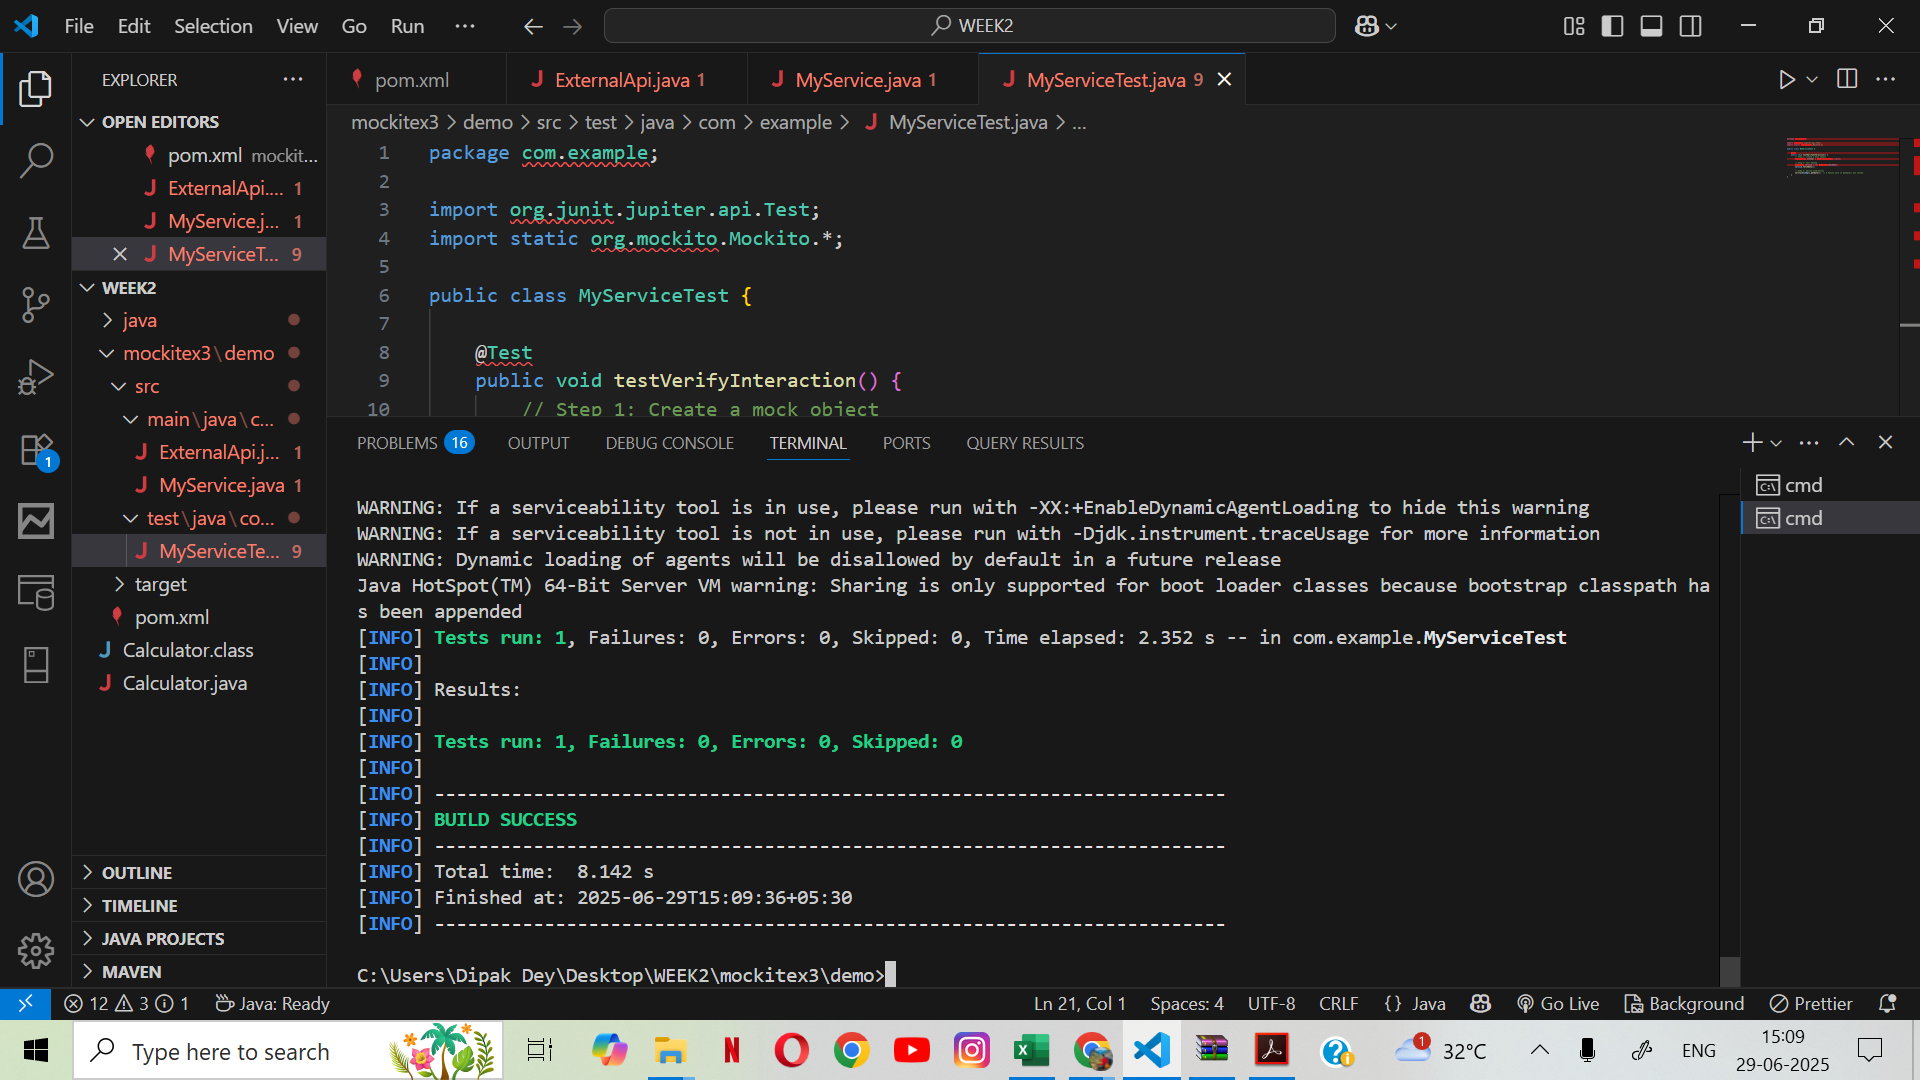 File Edit Selection View Go Run ...
WEEK2
EXPLORER
OPEN EDITORS
pom.xml mockit...
ExternalApi.... 1
MyService.j... 1
MyServiceT... 9
WEEK2
java
mockitex3\demo
src
main\java\c...
ExternalApi.j... 1
MyService.java 1
test\java\co...
MyServiceTe... 9
target
pom.xml
Calculator.class
Calculator.java
OUTLINE
TIMELINE
JAVA PROJECTS
MAVEN
1
pom.xml
ExternalApi.java 1
MyService.java 1
MyServiceTest.java 9
mockitex3 > demo > src > test > java > com > example > MyServiceTest.java > ...
1 package com.example;
2
3 import org.junit.jupiter.api.Test;
4 import static org.mockito.Mockito.*;
5
6 public class MyServiceTest {
7
8 @Test
9 public void testVerifyInteraction() {
10 // Step 1: Create a mock object
PROBLEMS 16 OUTPUT DEBUG CONSOLE TERMINAL PORTS QUERY RESULTS
WARNING: If a serviceability tool is in use, please run with -XX:+EnableDynamicAgentLoading to hide this warning
WARNING: If a serviceability tool is not in use, please run with -Djdk.instrument.traceUsage for more information
WARNING: Dynamic loading of agents will be disallowed by default in a future release
Java HotSpot(TM) 64-Bit Server VM warning: Sharing is only supported for boot loader classes because bootstrap classpath ha
s been appended
[INFO] Tests run: 1, Failures: 0, Errors: 0, Skipped: 0, Time elapsed: 2.352 s -- in com.example.MyServiceTest
[INFO]
[INFO] Results:
[INFO]
[INFO] Tests run: 1, Failures: 0, Errors: 0, Skipped: 0
[INFO]
[INFO] ------------------------------------------------------------------------
[INFO] BUILD SUCCESS
[INFO] ------------------------------------------------------------------------
[INFO] Total time:  8.142 s
[INFO] Finished at: 2025-06-29T15:09:36+05:30
[INFO] ------------------------------------------------------------------------
C:\Users\Dipak Dey\Desktop\WEEK2\mockitex3\demo>
cmd
cmd
12 3 1 Java: Ready
Ln 21, Col 1 Spaces: 4 UTF-8 CRLF {} Java Go Live Background Prettier
Type here to search
1 32°C ENG
15:09
29-06-2025